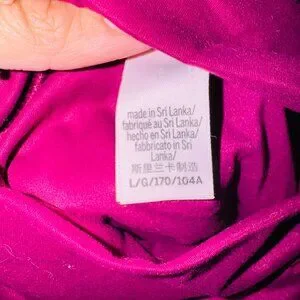 made in Sri Lanka/
fabriqué au Sri Lanka/
hecho en Sri Lanka/
fabbricato in Sri
Lanka/
斯里兰卡制造
L/G/170/104A